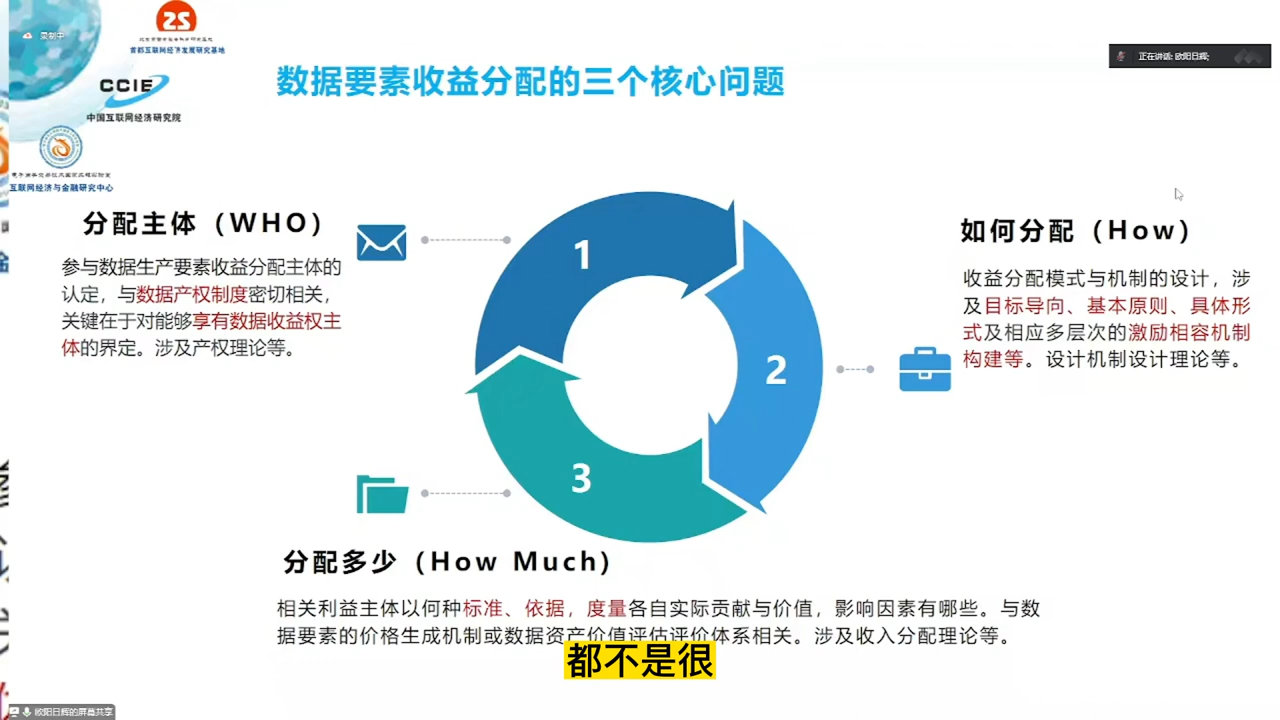 录制中
2S
首都互联网经济发展研究基地
CCIE
中国互联网经济研究院
互联网经济与金融研究中心
正在讲话: 欧阳日辉;
数据要素收益分配的三个核心问题
分配主体（WHO）
参与数据生产要素收益分配主体的
认定，与数据产权制度密切相关，
关键在于对能够享有数据收益权主
体的界定。涉及产权理论等。
1
2
3
如何分配（How）
收益分配模式与机制的设计，涉
及目标导向、基本原则、具体形
式及相应多层次的激励相容机制
构建等。设计机制设计理论等。
分配多少（How Much）
相关利益主体以何种标准、依据，度量各自实际贡献与价值，影响因素有哪些。与数
据要素的价格生成机制或数据资产价值评估评价体系相关。涉及收入分配理论等。
都不是很
欧阳日辉的屏幕共享